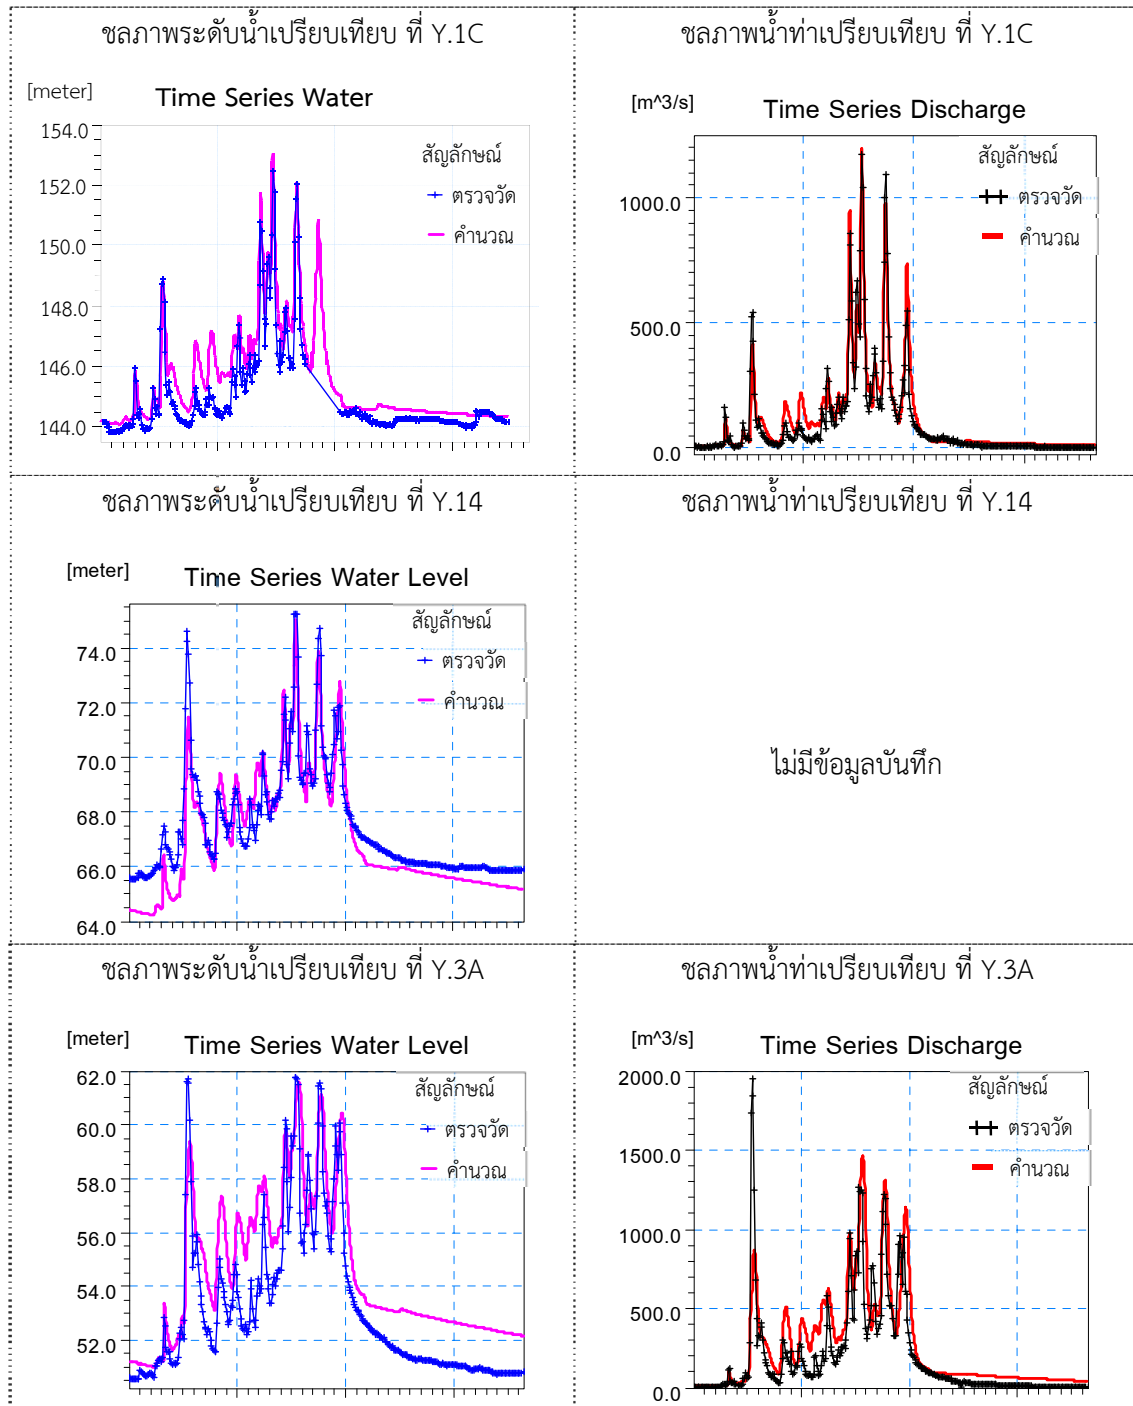 ชลภาพระดับน้ำเปรียบเทียบ ที่ Y.1C
[meter] Time Series Water
154.0
152.0
150.0
148.0
146.0
144.0
สัญลักษณ์
ตรวจวัด
คำนวณ
ชลภาพน้ำท่าเปรียบเทียบ ที่ Y.1C
[m^3/s] Time Series Discharge
1000.0
500.0
0.0
สัญลักษณ์
ตรวจวัด
คำนวณ
ชลภาพระดับน้ำเปรียบเทียบ ที่ Y.14
[meter] Time Series Water Level
74.0
72.0
70.0
68.0
66.0
64.0
สัญลักษณ์
ตรวจวัด
คำนวณ
ชลภาพน้ำท่าเปรียบเทียบ ที่ Y.14
ไม่มีข้อมูลบันทึก
ชลภาพระดับน้ำเปรียบเทียบ ที่ Y.3A
[meter] Time Series Water Level
62.0
60.0
58.0
56.0
54.0
52.0
สัญลักษณ์
ตรวจวัด
คำนวณ
ชลภาพน้ำท่าเปรียบเทียบ ที่ Y.3A
[m^3/s] Time Series Discharge
2000.0
1500.0
1000.0
500.0
0.0
สัญลักษณ์
ตรวจวัด
คำนวณ